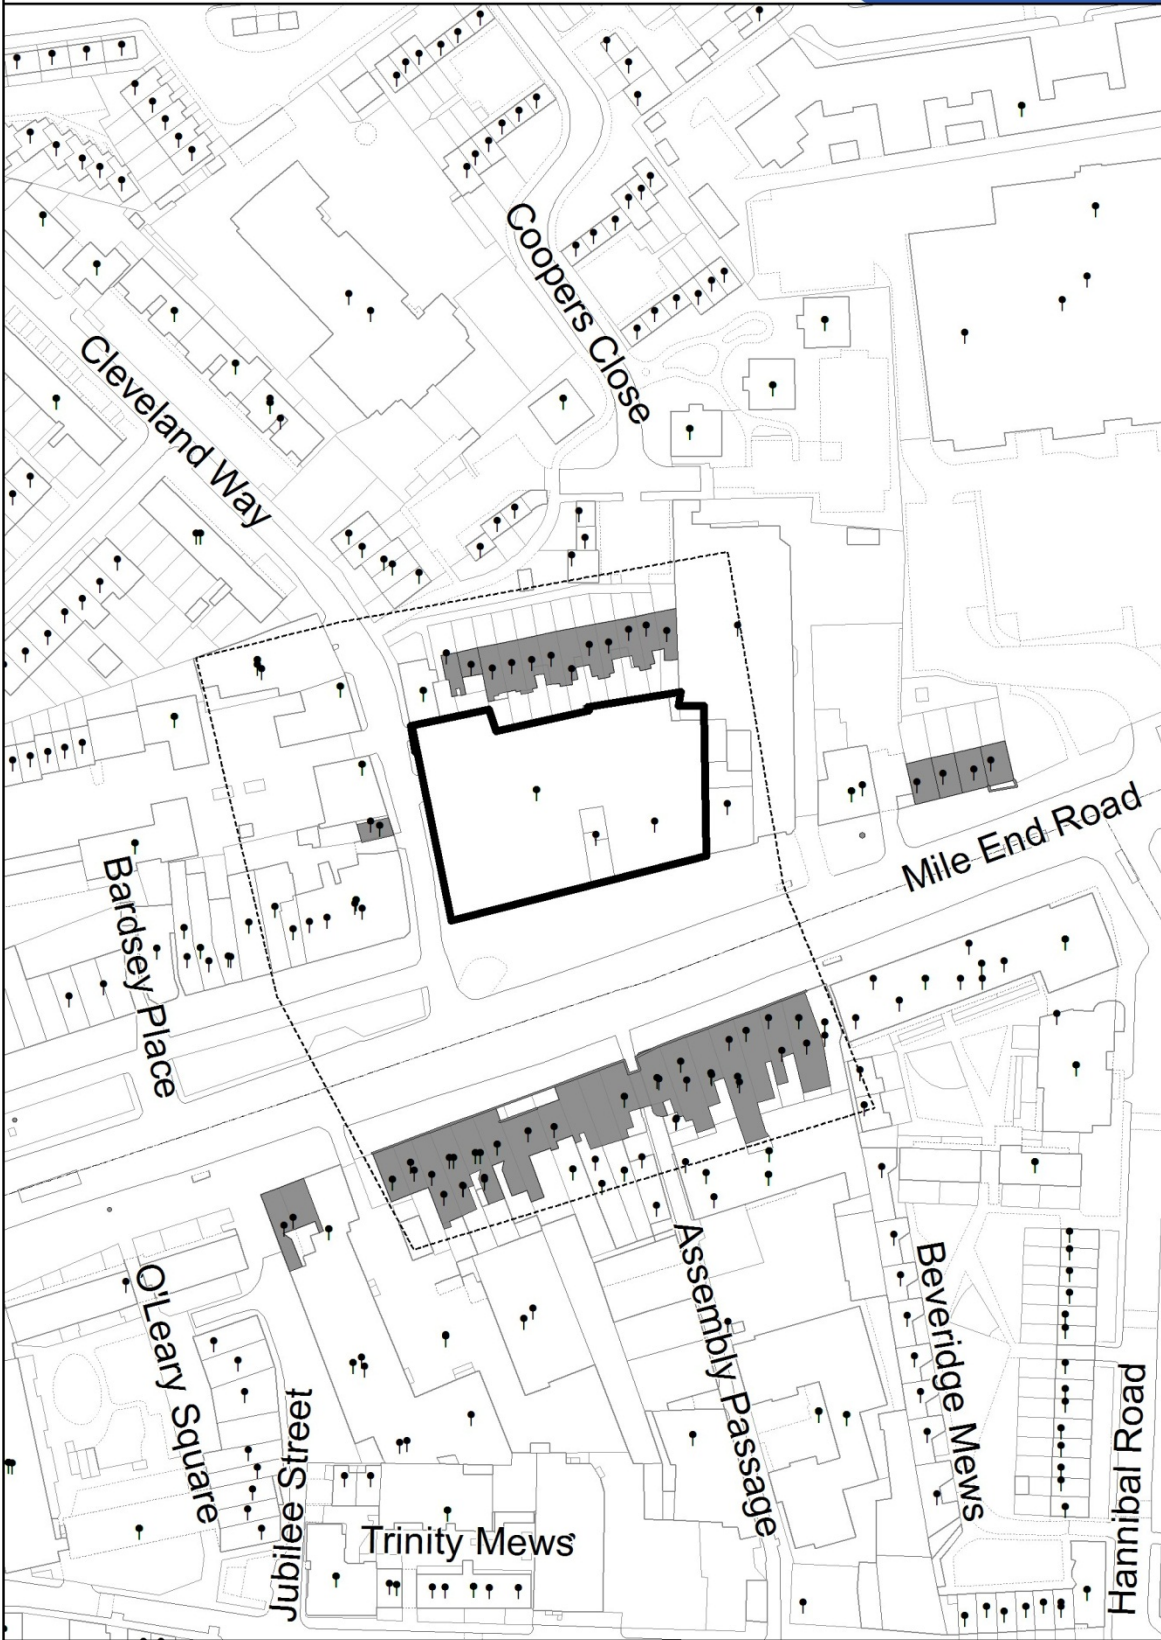 Coopers Close
Cleveland Way
Mile End Road
Bardsey Place
O'Leary Square
Jubilee Street
Assembly Passage
Beveridge Mews
Hannibal Road
Trinity Mews